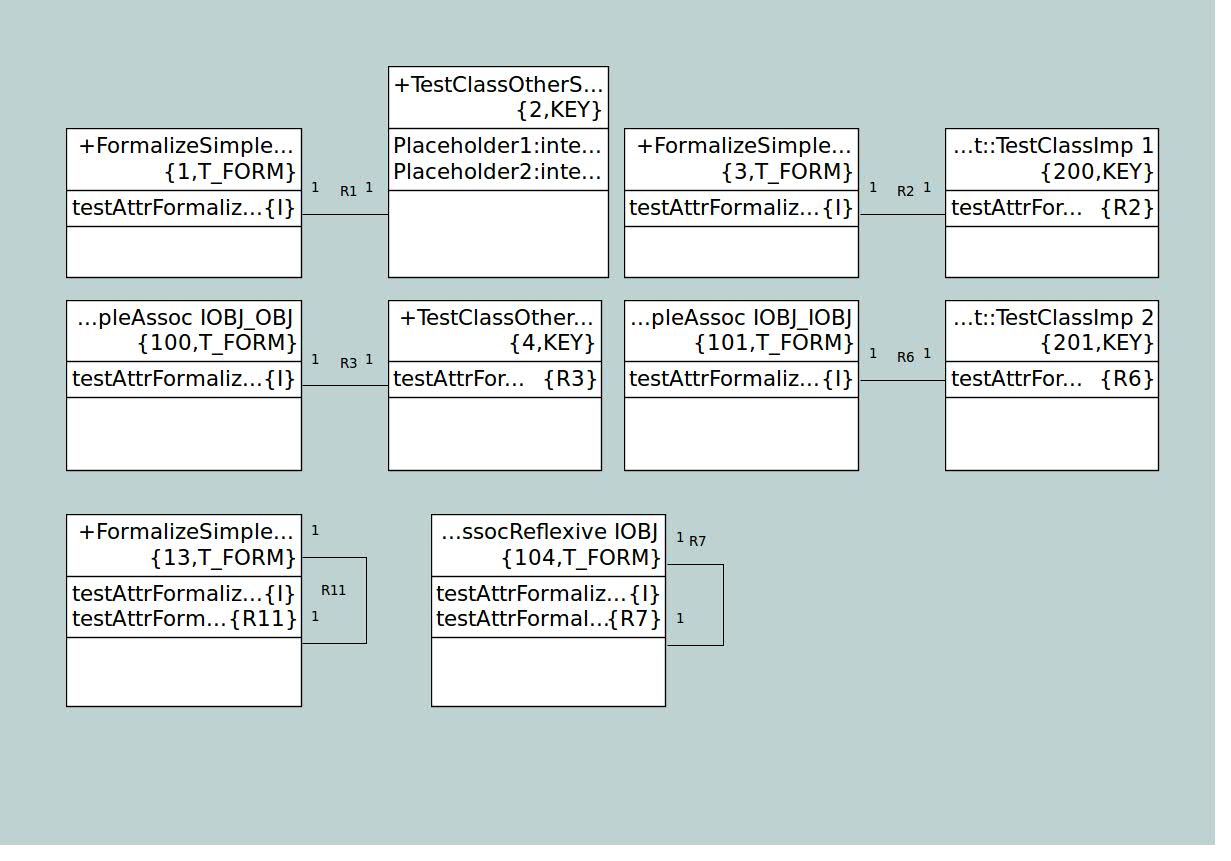 +TestClassOtherS...
{2,KEY}
Placeholder1:inte...
Placeholder2:inte...
+FormalizeSimple...
{1,T_FORM}
testAttrFormaliz...{I}
1 R1 1
+FormalizeSimple...
{3,T_FORM}
testAttrFormaliz...{I}
1 R2 1
...t::TestClassImp 1
{200,KEY}
testAttrFor... {R2}
...pleAssoc IOBJ_OBJ
{100,T_FORM}
testAttrFormaliz...{I}
1 R3 1
+TestClassOther...
{4,KEY}
testAttrFor... {R3}
...pleAssoc IOBJ_IOBJ
{101,T_FORM}
testAttrFormaliz...{I}
1 R6 1
...t::TestClassImp 2
{201,KEY}
testAttrFor... {R6}
+FormalizeSimple...
{13,T_FORM}
testAttrFormaliz...{I}
testAttrForm...{R11}
1
R11
1
...ssocReflexive IOBJ
{104,T_FORM}
testAttrFormaliz...{I}
testAttrFormal...{R7}
1 R7
1